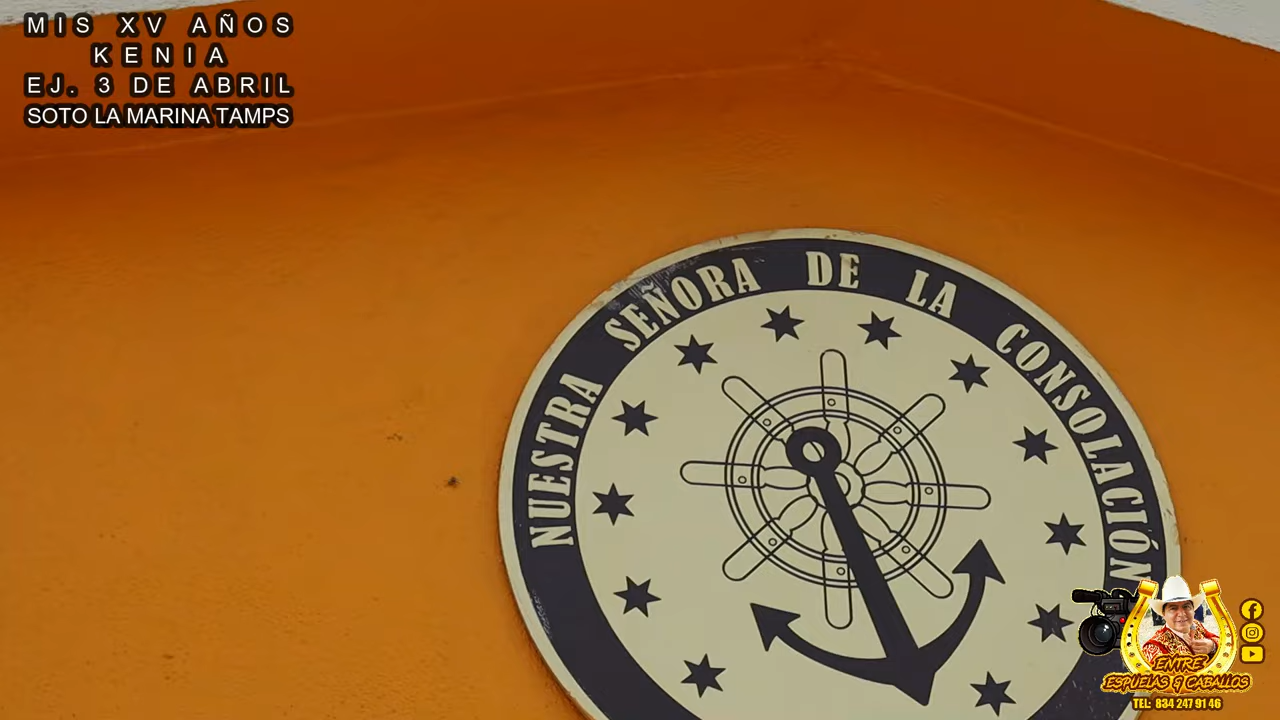 MIS XV AÑOS
KENIA
EJ. 3 DE ABRIL
SOTO LA MARINA TAMPS
NUESTRA SEÑORA DE LA CONSOLACIÓN
ENTRE
ESPUELAS Y CABALLOS
TEL: 834 247 91 46